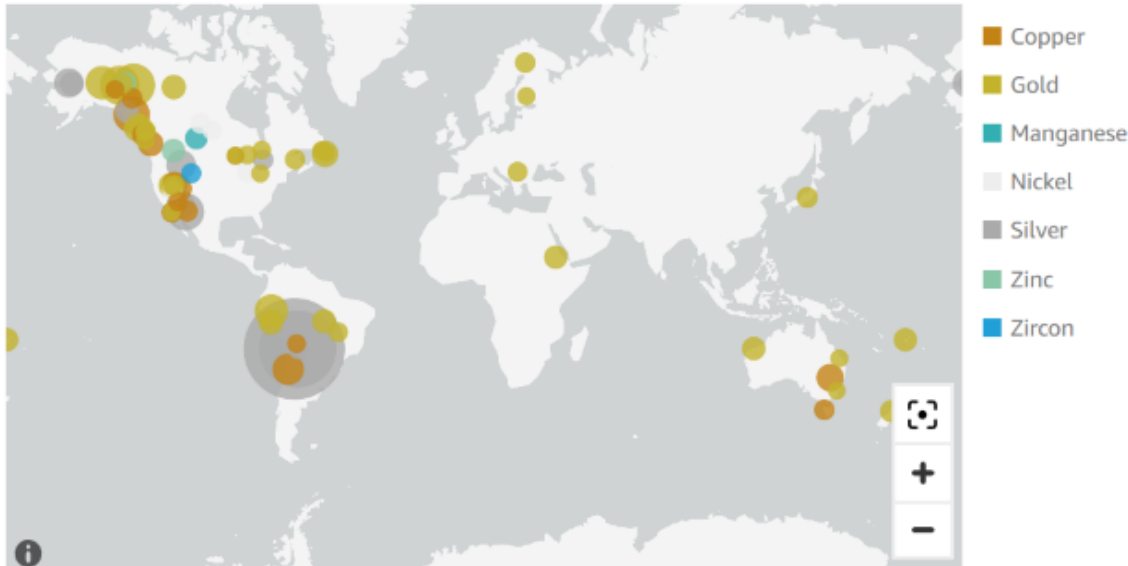 Copper
Gold
Manganese
Nickel
Silver
Zinc
Zircon